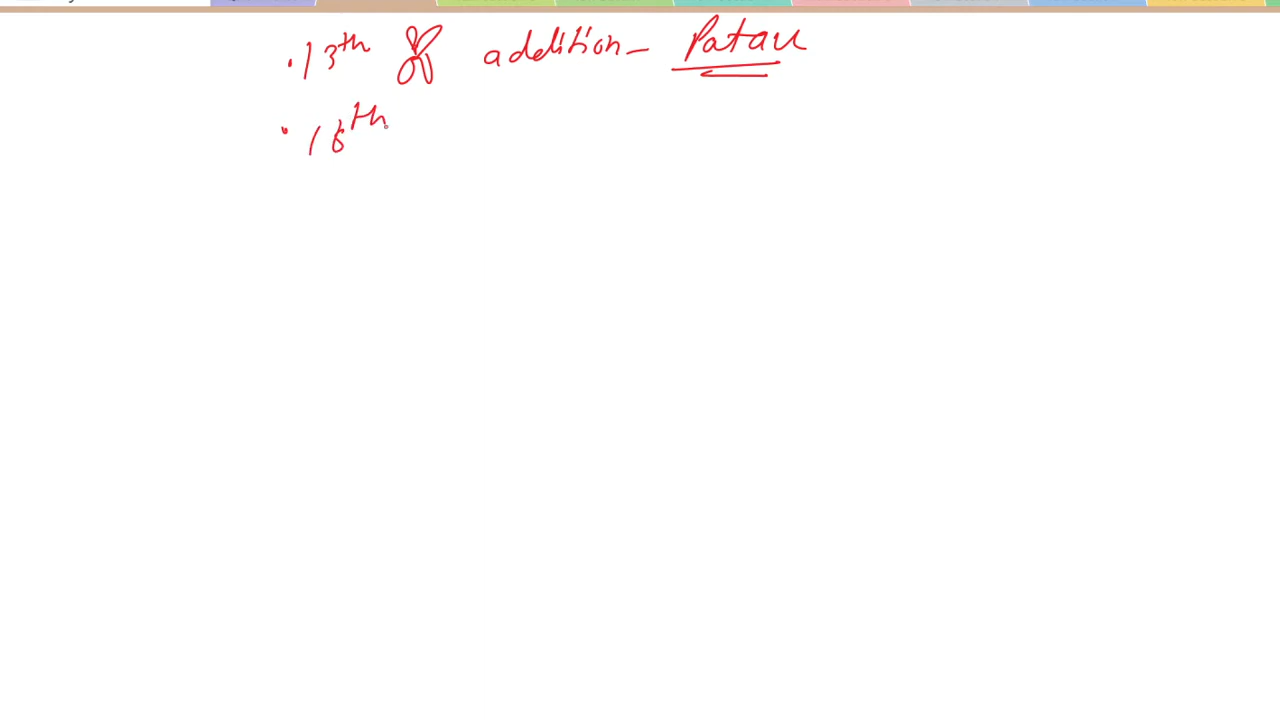 • 13th addition - Patau
• 18th